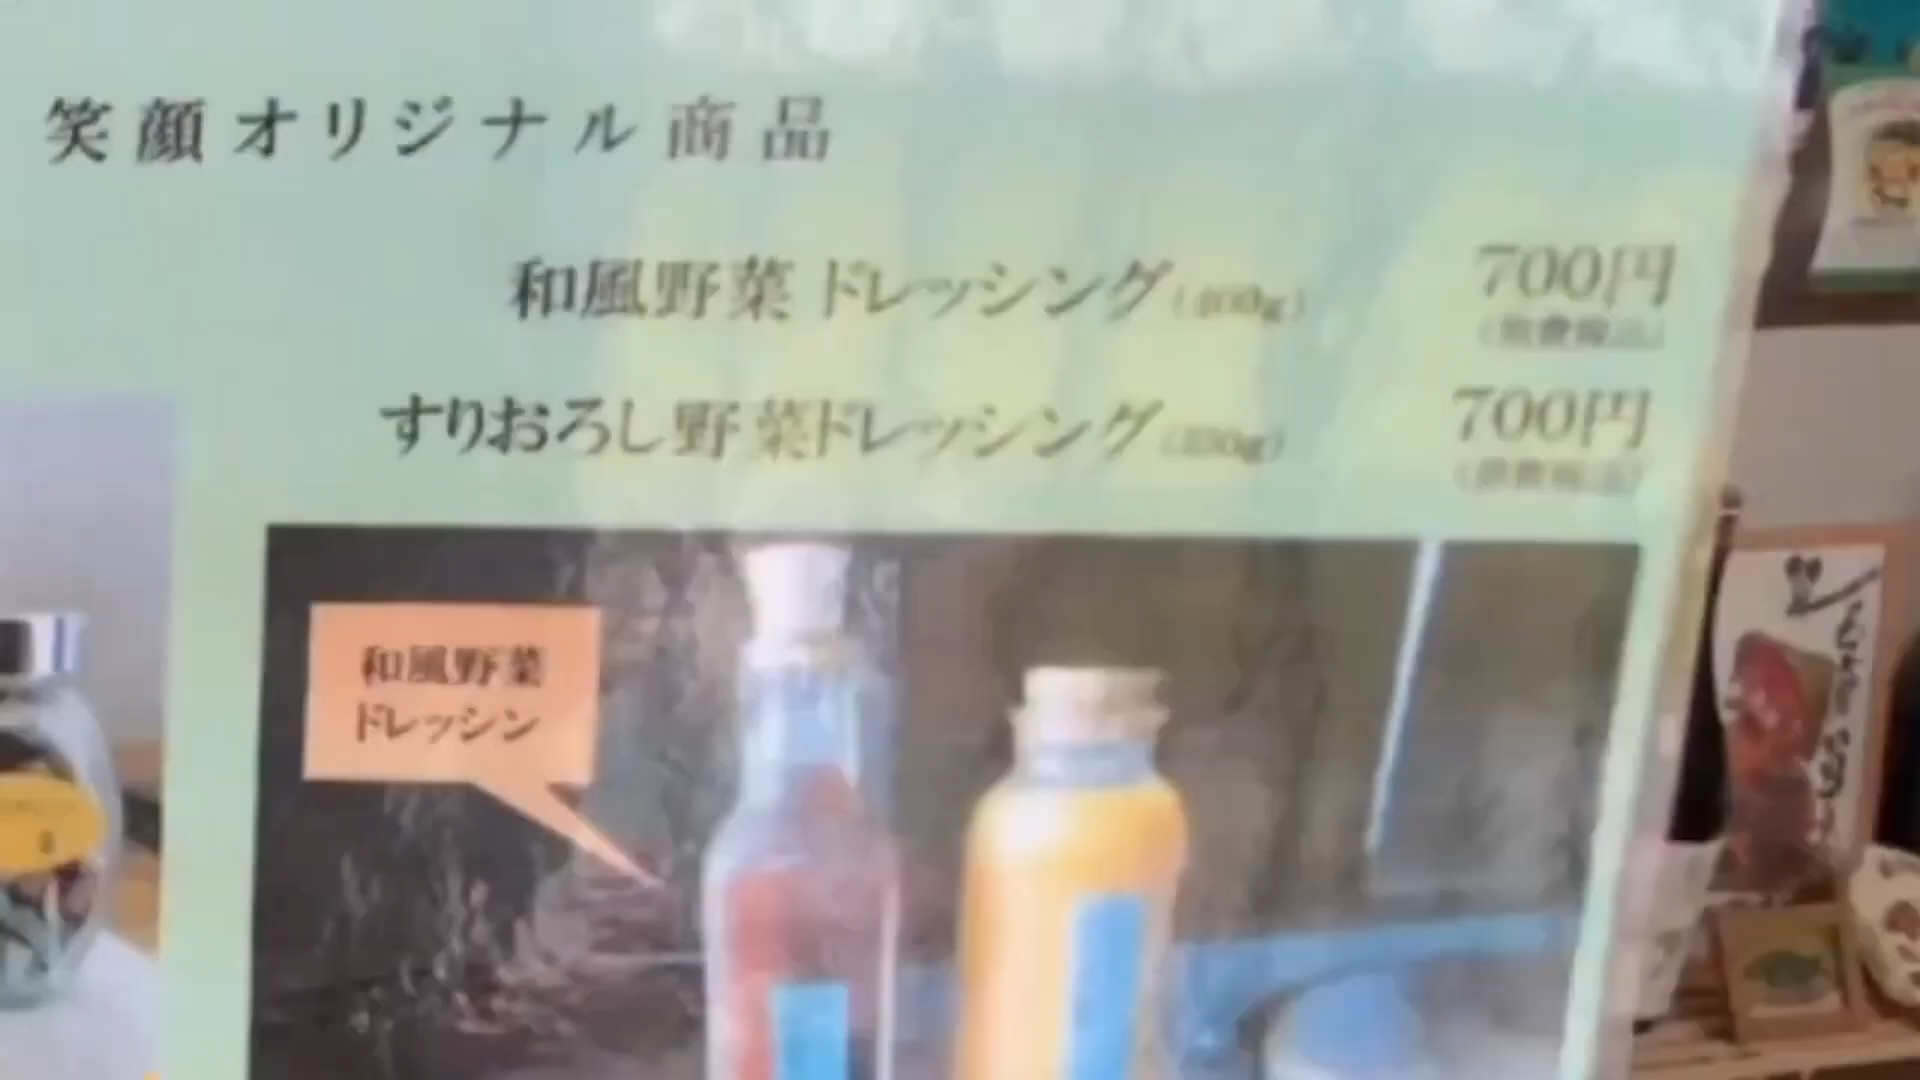 笑顔オリジナル商品
和風野菜ドレッシング(400g) 700円
すりおろし野菜ドレッシング 700円
和風野菜
ドレッシン